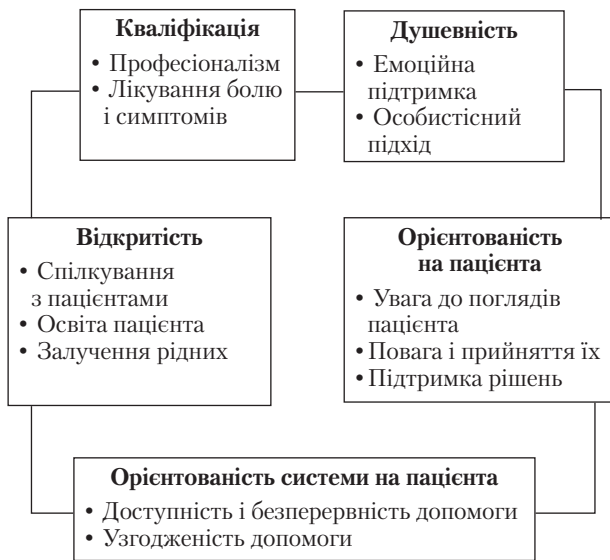 Кваліфікація
• Професіоналізм
• Лікування болю
і симптомів
Душевність
• Емоційна
підтримка
• Особистісний
підхід
Відкритість
• Спілкування
з пацієнтами
• Освіта пацієнта
• Залучення рідних
Орієнтованість
на пацієнта
• Увага до поглядів
пацієнта
• Повага і прийняття їх
• Підтримка рішень
Орієнтованість системи на пацієнта
• Доступність і безперервність допомоги
• Узгодженість допомоги